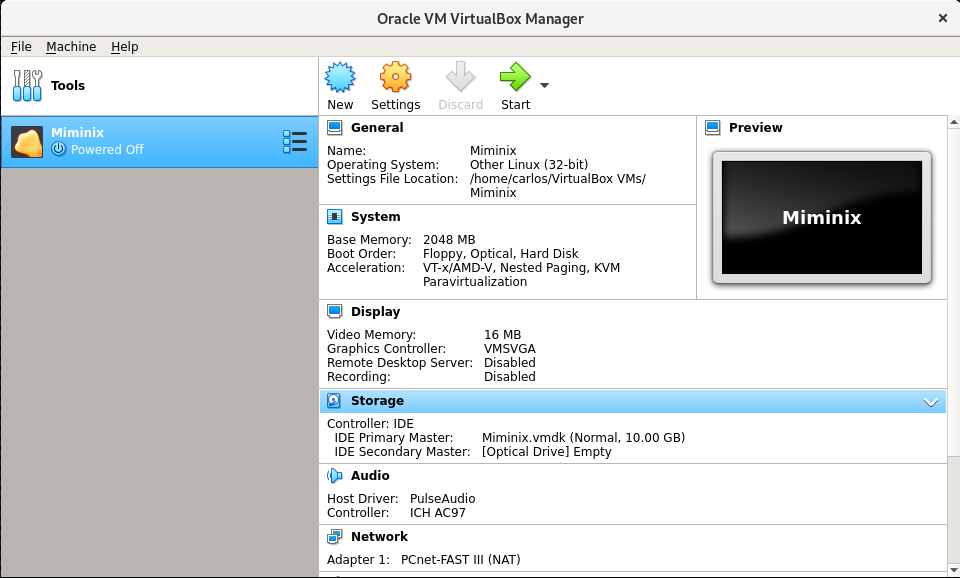 Oracle VM VirtualBox Manager
File Machine Help
Tools
New Settings Discard Start
Miminix
Powered Off
General
Name: Miminix
Operating System: Other Linux (32-bit)
Settings File Location: /home/carlos/VirtualBox VMs/
Miminix
Preview
Miminix
System
Base Memory: 2048 MB
Boot Order: Floppy, Optical, Hard Disk
Acceleration: VT-x/AMD-V, Nested Paging, KVM
Paravirtualization
Display
Video Memory: 16 MB
Graphics Controller: VMSVGA
Remote Desktop Server: Disabled
Recording: Disabled
Storage
Controller: IDE
IDE Primary Master: Miminix.vmdk (Normal, 10.00 GB)
IDE Secondary Master: [Optical Drive] Empty
Audio
Host Driver: PulseAudio
Controller: ICH AC97
Network
Adapter 1: PCnet-FAST III (NAT)